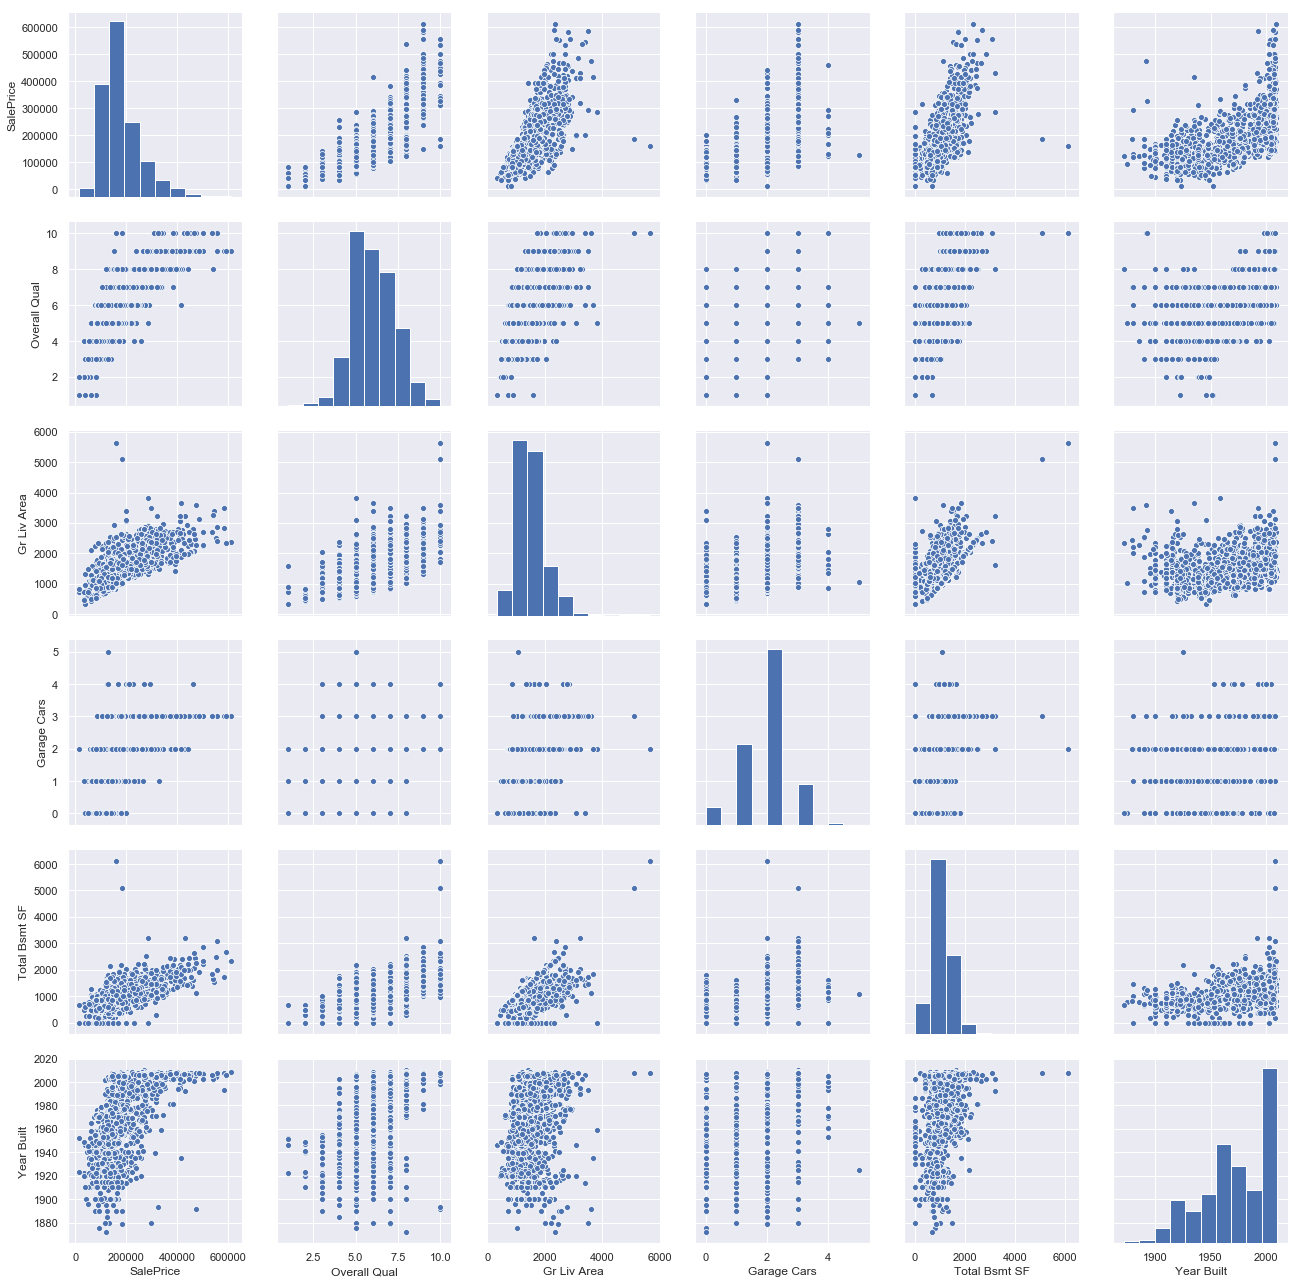 600000
500000
400000
300000
200000
100000
0
SalePrice
10
8
6
4
2
Overall Qual
6000
5000
4000
3000
2000
1000
0
Gr Liv Area
5
4
3
2
1
0
Garage Cars
6000
5000
4000
3000
2000
1000
0
Total Bsmt SF
2020
2000
1980
1960
1940
1920
1900
1880
Year Built
0 200000 400000 600000
SalePrice
2.5 5.0 7.5 10.0
Overall Qual
0 2000 4000 6000
Gr Liv Area
0 2 4
Garage Cars
0 2000 4000 6000
Total Bsmt SF
1900 1950 2000
Year Built